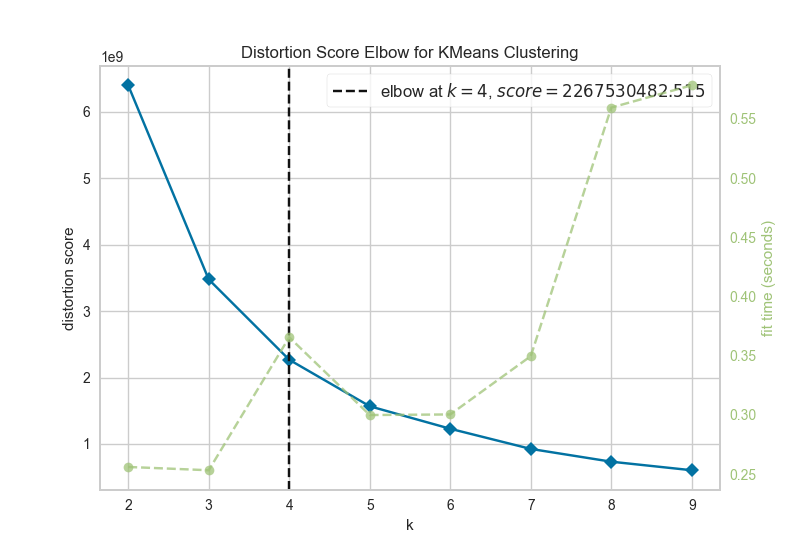 Distortion Score Elbow for KMeans Clustering
1e9
elbow at k = 4, score = 2267530482.515
distortion score
6
5
4
3
2
1
0.55
0.50
0.45
0.40
0.35
0.30
0.25
fit time (seconds)
2 3 4 5 6 7 8 9
k